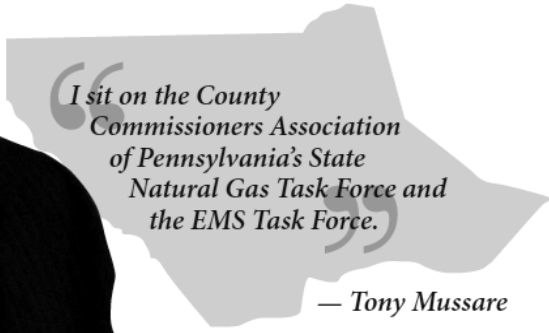 “I sit on the County
Commissioners Association
of Pennsylvania’s State
Natural Gas Task Force and
the EMS Task Force.”
— Tony Mussare